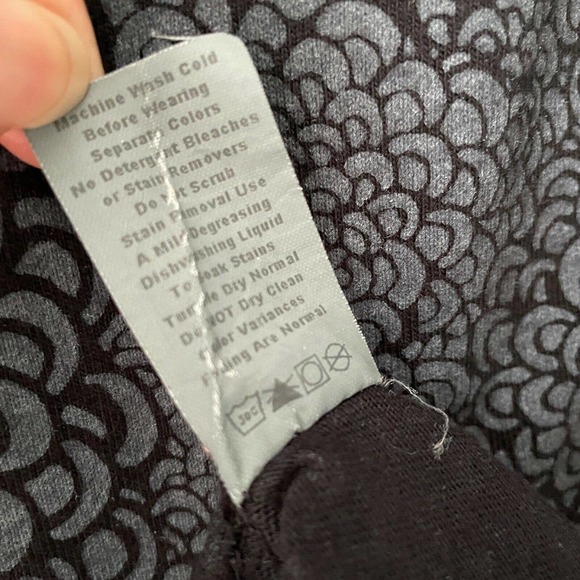 Machine Wash Cold
Before Wearing
Separate Colors
No Detergent Bleaches
or Stain Removers
Do Not Scrub
Stain Removal Use
A Mild Degreasing
Dishwashing Liquid
To Soak Stains
Tumble Dry Normal
Do NOT Dry Clean
Color Variances
Are Normal
30C